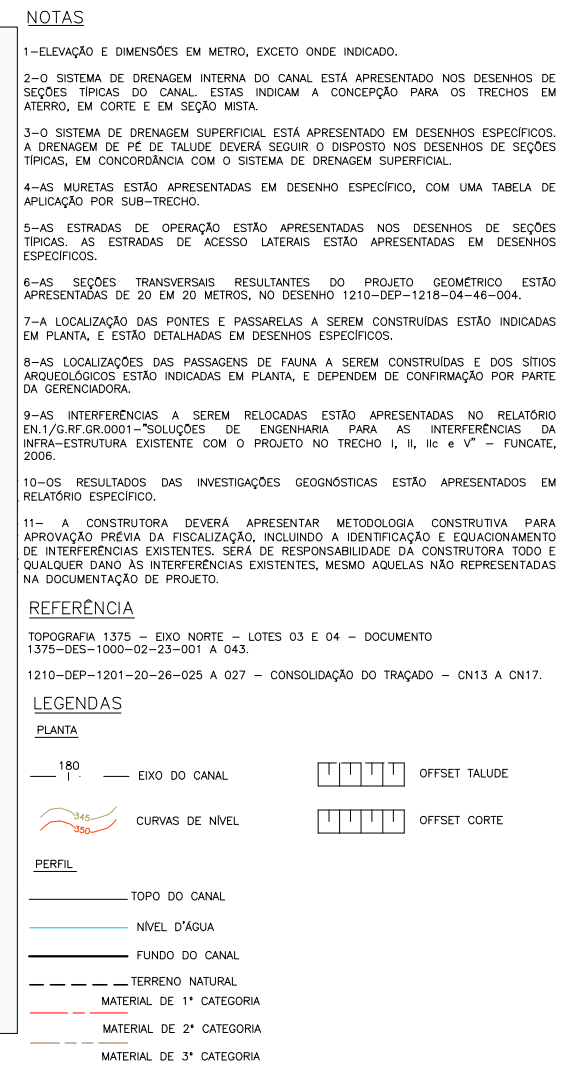 NOTAS
1-ELEVAÇÃO E DIMENSÕES EM METRO, EXCETO ONDE INDICADO.
2-O SISTEMA DE DRENAGEM INTERNA DO CANAL ESTÁ APRESENTADO NOS DESENHOS DE
SEÇÕES TÍPICAS DO CANAL. ESTAS INDICAM A CONCEPÇÃO PARA OS TRECHOS EM
ATERRO, EM CORTE E EM SEÇÃO MISTA.
3-O SISTEMA DE DRENAGEM SUPERFICIAL ESTÁ APRESENTADO EM DESENHOS ESPECÍFICOS.
A DRENAGEM DE PÉ DE TALUDE DEVERÁ SEGUIR O DISPOSTO NOS DESENHOS DE SEÇÕES
TÍPICAS, EM CONCORDÂNCIA COM O SISTEMA DE DRENAGEM SUPERFICIAL.
4-AS MURETAS ESTÃO APRESENTADAS EM DESENHO ESPECÍFICO, COM UMA TABELA DE
APLICAÇÃO POR SUB-TRECHO.
5-AS ESTRADAS DE OPERAÇÃO ESTÃO APRESENTADAS NOS DESENHOS DE SEÇÕES
TÍPICAS. AS ESTRADAS DE ACESSO LATERAIS ESTÃO APRESENTADAS EM DESENHOS
ESPECÍFICOS.
6-AS SEÇÕES TRANSVERSAIS RESULTANTES DO PROJETO GEOMÉTRICO ESTÃO
APRESENTADAS DE 20 EM 20 METROS, NO DESENHO 1210-DEP-1218-04-46-004.
7-A LOCALIZAÇÃO DAS PONTES E PASSARELAS A SEREM CONSTRUÍDAS ESTÃO INDICADAS
EM PLANTA, E ESTÃO DETALHADAS EM DESENHOS ESPECÍFICOS.
8-AS LOCALIZAÇÕES DAS PASSAGENS DE FAUNA A SEREM CONSTRUÍDAS E DOS SÍTIOS
ARQUEOLÓGICOS ESTÃO INDICADAS EM PLANTA, E DEPENDEM DE CONFIRMAÇÃO POR PARTE
DA GERENCIADORA.
9-AS INTERFERÊNCIAS A SEREM RELOCADAS ESTÃO APRESENTADAS NO RELATÓRIO
EN.1/G.RF.GR.0001-"SOLUÇÕES DE ENGENHARIA PARA AS INTERFERÊNCIAS DA
INFRA-ESTRUTURA EXISTENTE COM O PROJETO NO TRECHO I, II, IIc e V" - FUNCATE,
2006.
10-OS RESULTADOS DAS INVESTIGAÇÕES GEOGNÓSTICAS ESTÃO APRESENTADOS EM
RELATÓRIO ESPECÍFICO.
11- A CONSTRUTORA DEVERÁ APRESENTAR METODOLOGIA CONSTRUTIVA PARA
APROVAÇÃO PRÉVIA DA FISCALIZAÇÃO, INCLUINDO A IDENTIFICAÇÃO E EQUACIONAMENTO
DE INTERFERÊNCIAS EXISTENTES. SERÁ DE RESPONSABILIDADE DA CONSTRUTORA TODO E
QUALQUER DANO ÀS INTERFERÊNCIAS EXISTENTES, MESMO AQUELAS NÃO REPRESENTADAS
NA DOCUMENTAÇÃO DE PROJETO.
REFERÊNCIA
TOPOGRAFIA 1375 - EIXO NORTE - LOTES 03 E 04 - DOCUMENTO
1375-DES-1000-02-23-001 A 043.
1210-DEP-1201-20-26-025 A 027 - CONSOLIDAÇÃO DO TRAÇADO - CN13 A CN17.
LEGENDAS
PLANTA
180
EIXO DO CANAL
OFFSET TALUDE
345
350
CURVAS DE NÍVEL
OFFSET CORTE
PERFIL
TOPO DO CANAL
NÍVEL D'ÁGUA
FUNDO DO CANAL
TERRENO NATURAL
MATERIAL DE 1ª CATEGORIA
MATERIAL DE 2ª CATEGORIA
MATERIAL DE 3ª CATEGORIA